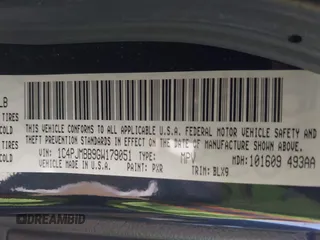 LB
TIRES
COLD
TIRES
COLD
THIS VEHICLE CONFORMS TO ALL APPLICABLE U.S.A. FEDERAL MOTOR VEHICLE SAFETY AND
THEFT PREVENTION STANDARDS IN EFFECT ON THE DATE OF MANUFACTURE SHOWN ABOVE.
VIN: 1C4PJMBB9GW179051 TYPE: MPV MDH: 101609 493AA
VEHICLE MADE IN U.S.A. PAINT: PXR TRIM: BLX9
DREAMBID